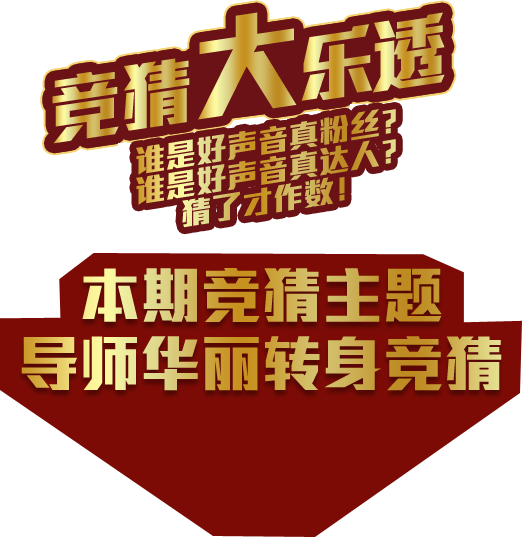 竞猜大乐透
谁是好声音真粉丝?
谁是好声音真达人?
猜了才作数!
本期竞猜主题
导师华丽转身竞猜